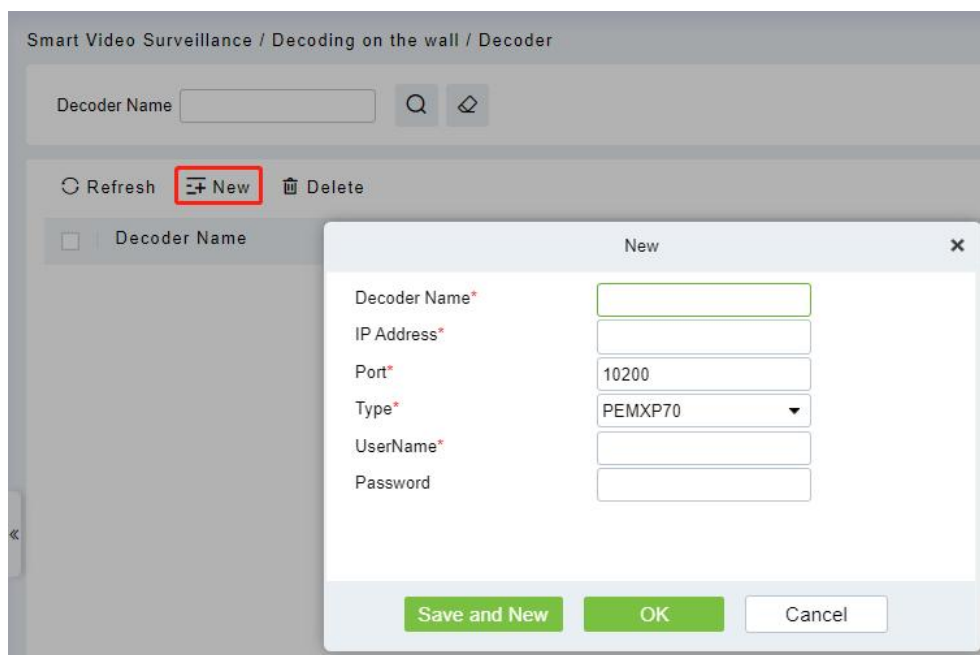 Smart Video Surveillance / Decoding on the wall / Decoder
Decoder Name
Refresh New Delete
Decoder Name
New
Decoder Name*
IP Address*
Port* 10200
Type* PEMXP70
UserName*
Password
Save and New OK Cancel